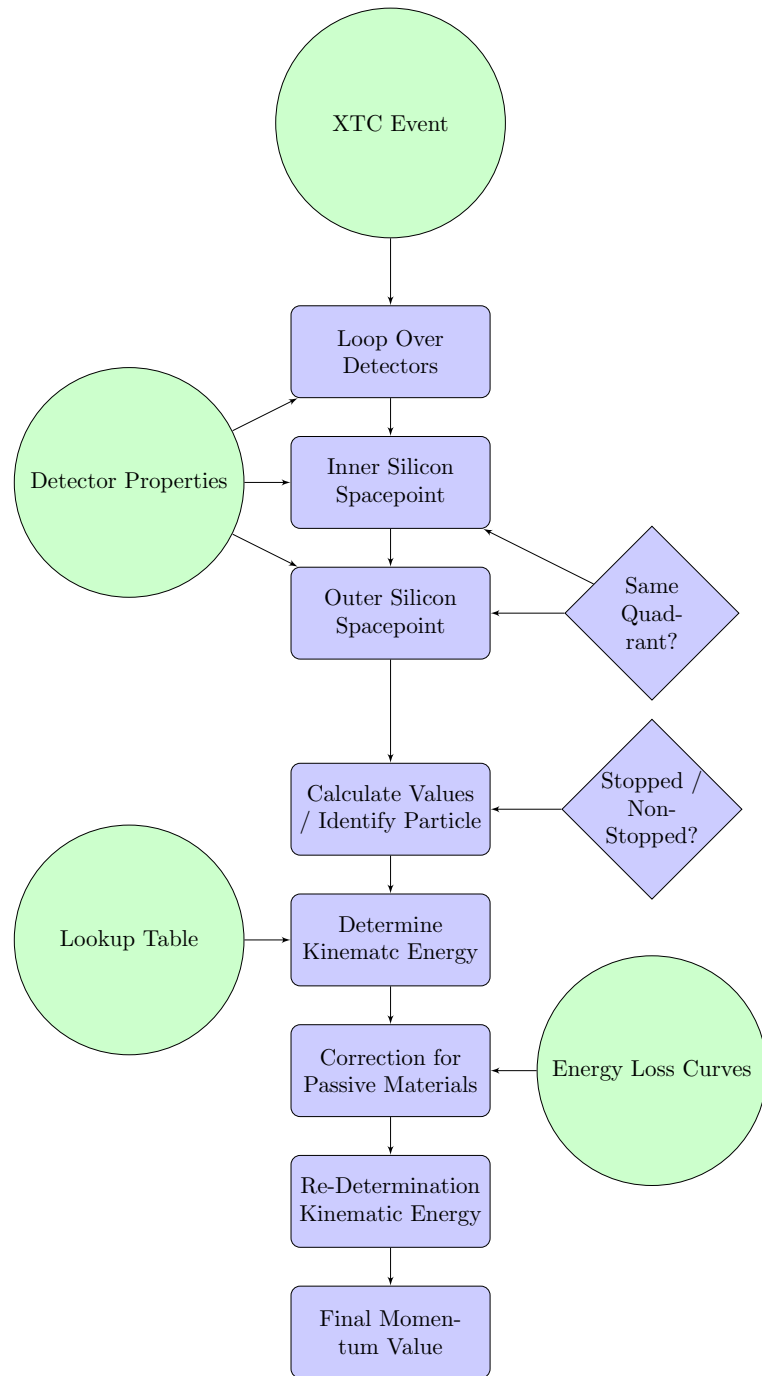 XTC Event
Loop Over
Detectors
Detector Properties
Inner Silicon
Spacepoint
Outer Silicon
Spacepoint
Same
Quad-
rant?
Stopped /
Non-
Stopped?
Calculate Values
/ Identify Particle
Lookup Table
Determine
Kinematc Energy
Correction for
Passive Materials
Energy Loss Curves
Re-Determination
Kinematic Energy
Final Momen-
tum Value